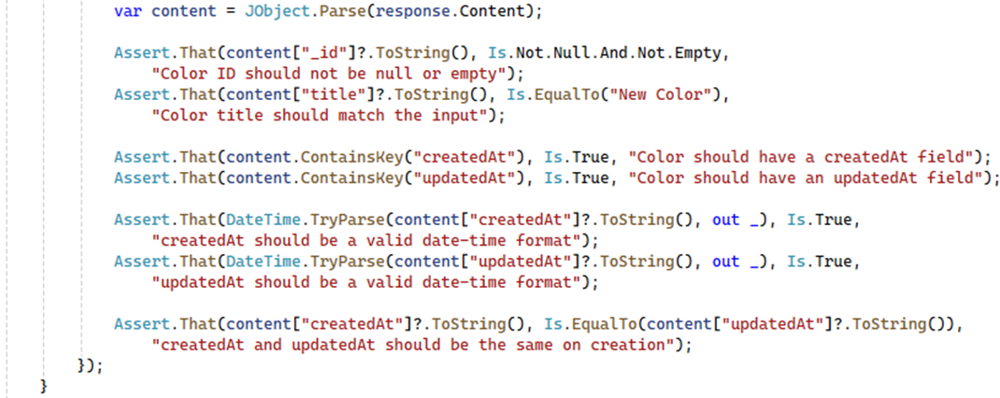 var content = JObject.Parse(response.Content);
Assert.That(content["_id"]?.ToString(), Is.Not.Null.And.Not.Empty,
"Color ID should not be null or empty");
Assert.That(content["title"]?.ToString(), Is.EqualTo("New Color"),
"Color title should match the input");
Assert.That(content.ContainsKey("createdAt"), Is.True, "Color should have a createdAt field");
Assert.That(content.ContainsKey("updatedAt"), Is.True, "Color should have an updatedAt field");
Assert.That(DateTime.TryParse(content["createdAt"]?.ToString(), out _), Is.True,
"createdAt should be a valid date-time format");
Assert.That(DateTime.TryParse(content["updatedAt"]?.ToString(), out _), Is.True,
"updatedAt should be a valid date-time format");
Assert.That(content["createdAt"]?.ToString(), Is.EqualTo(content["updatedAt"]?.ToString()),
"createdAt and updatedAt should be the same on creation");
});
}